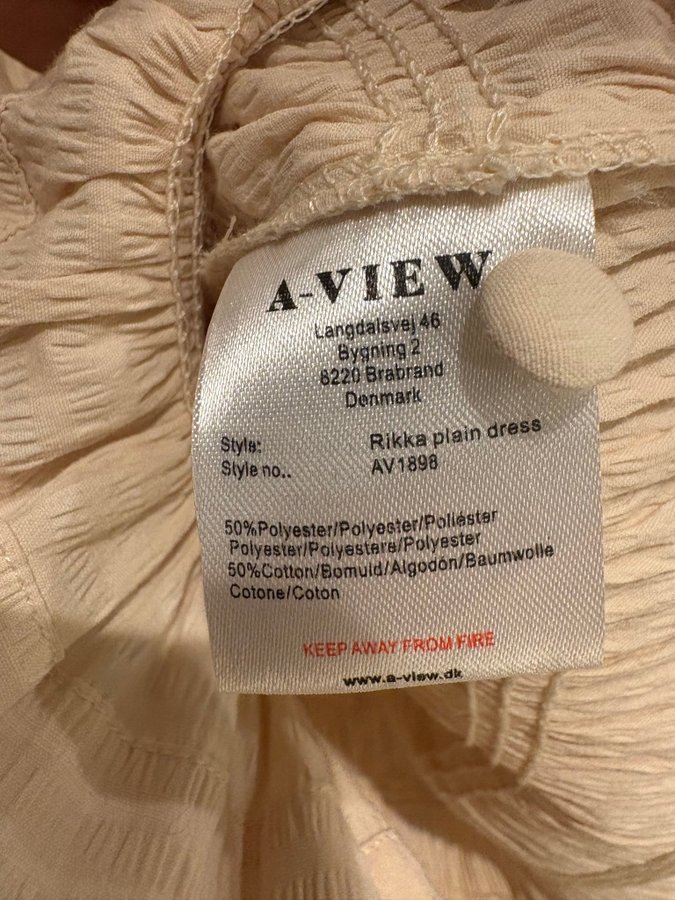 A-VIEW
Langdalsvej 46
Bygning 2
8220 Brabrand
Denmark
Style: Rikka plain dress
Style no.. AV1898
50%Polyester/Polyester/Poliéster
Polyester/Polyestere/Polyester
50%Cotton/Bomuld/Algodón/Baumwolle
Cotone/Coton
KEEP AWAY FROM FIRE
www.a-view.dk